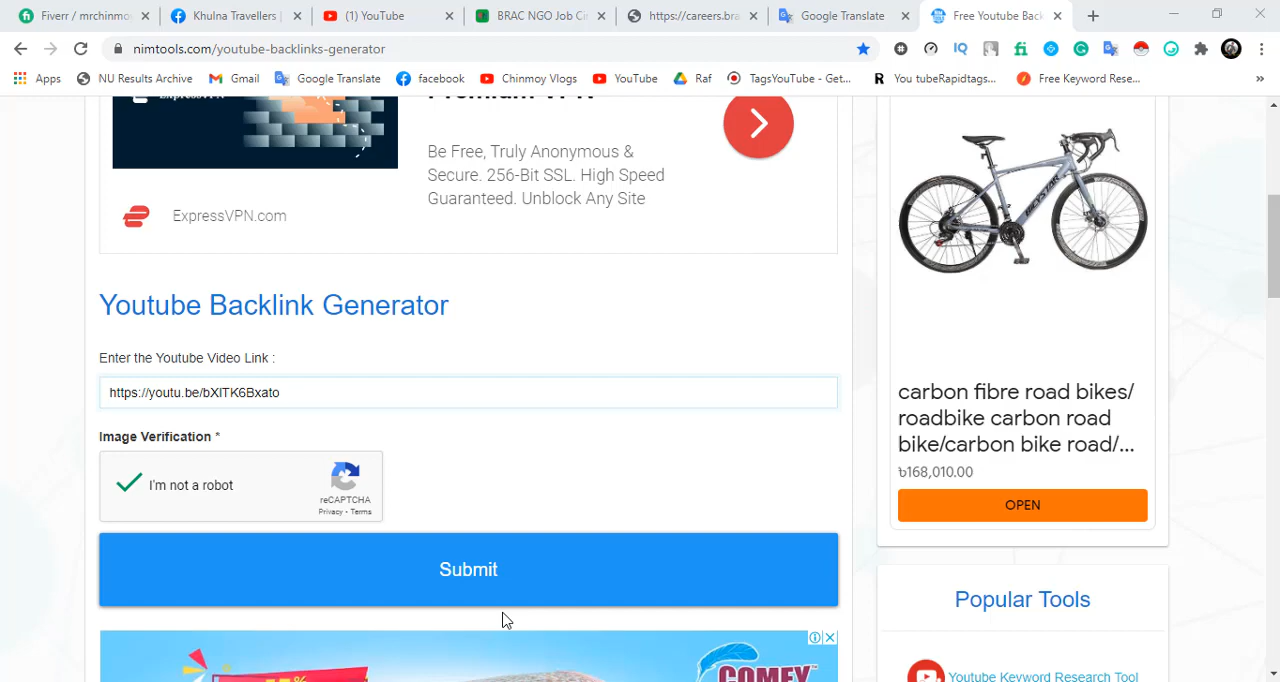 Fiverr / mrchinmo
Khulna Travellers |
(1) YouTube
BRAC NGO Job Ci
https://careers.bra
Google Translate
Free Youtube Back
nimtools.com/youtube-backlinks-generator
IQ
fi
Apps
NU Results Archive
Gmail
Google Translate
facebook
Chinmoy Vlogs
YouTube
Raf
TagsYouTube - Get...
R You tubeRapidtags...
Free Keyword Rese...
»
Be Free, Truly Anonymous &
Secure. 256-Bit SSL. High Speed
Guaranteed. Unblock Any Site
ExpressVPN.com
BICYSTAR
Youtube Backlink Generator
Enter the Youtube Video Link :
https://youtu.be/bXITK6Bxato
Image Verification *
I'm not a robot
reCAPTCHA
Privacy - Terms
Submit
carbon fibre road bikes/
roadbike carbon road
bike/carbon bike road/...
৳168,010.00
OPEN
Popular Tools
Youtube Keyword Research Tool
COMFY